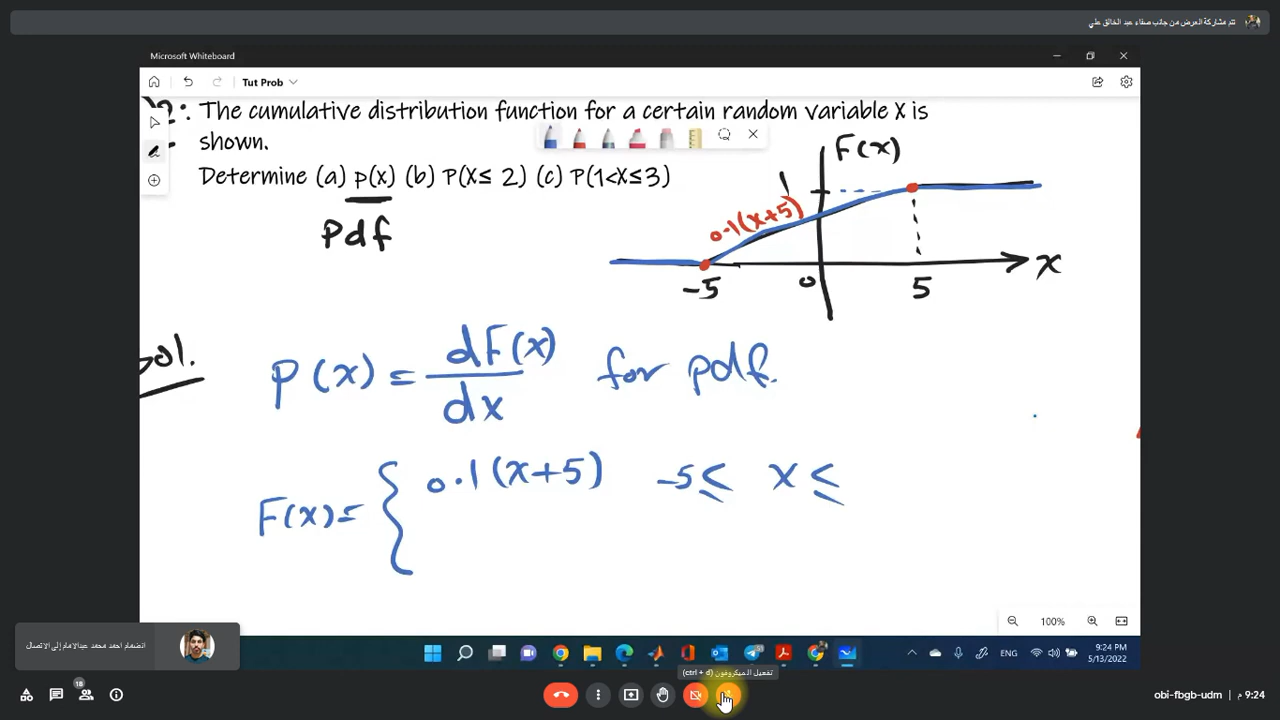 تتم مشاركة العرض من جانب صفاء عبد الخالق علي
Microsoft Whiteboard
Tut Prob
The cumulative distribution function for a certain random variable X is
shown.
Determine (a) p(x) (b) P(X≤ 2) (c) P(1<X≤3)
Pdf
F(x)
1
0.1(x+5)
-5
0
5
x
sol.
P(x) = dF(x)/dx for pdf.
F(x)= { 0.1(x+5) -5≤ x ≤
100%
انضمام احمد محمد عبدالامام إلى الاتصال
تفعيل الميكروفون (ctrl + d)
ENG
9:24 PM
5/13/2022
18
obi-fbgb-udm | 9:24 م